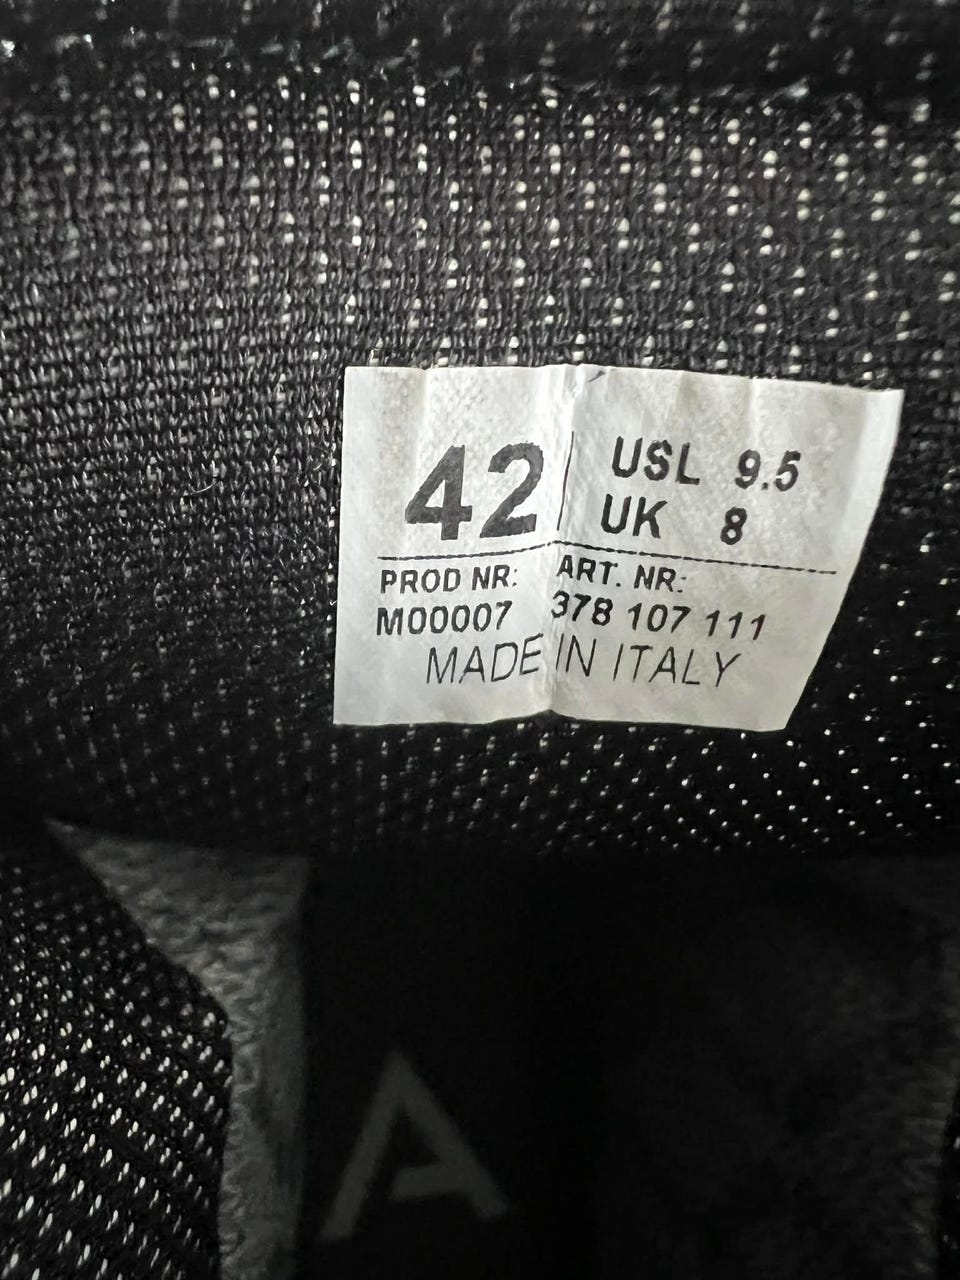 42 USL 9.5
UK 8
PROD NR: ART. NR:
M00007 378 107 111
MADE IN ITALY
A